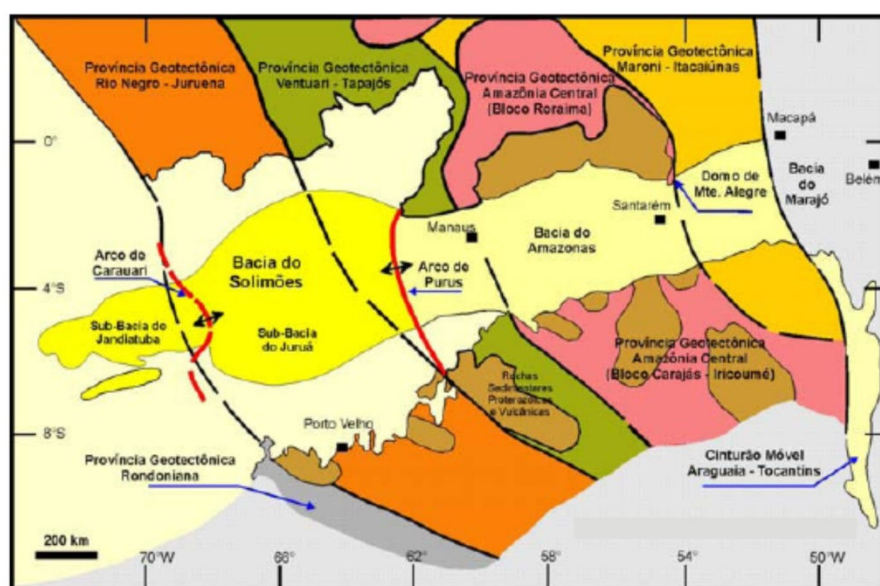 Província Geotectônica
Rio Negro - Juruena
Província Geotectônica
Ventuari - Tapajós
Província Geotectônica
Amazônia Central
(Bloco Roraima)
Província Geotectônica
Maroni - Itacaiúnas
Macapá
Belém
Bacia
do
Marajó
0°
Domo de
Mte. Alegre
Santarém
Manaus
Bacia do
Amazonas
Arco de
Carauari
Bacia do
Solimões
Arco de
Purus
4°S
Sub-Bacia do
Jandiatuba
Sub-Bacia
do Juruá
Província Geotectônica
Amazônia Central
(Bloco Carajás - Iricoumé)
Rochas
Sedimentares
Proterozóicas
e Vulcânicas
Porto Velho
8°S
Província Geotectônica
Rondoniana
Cinturão Móvel
Araguaia - Tocantins
200 km
70°W
66
62°
58
54°
50°W